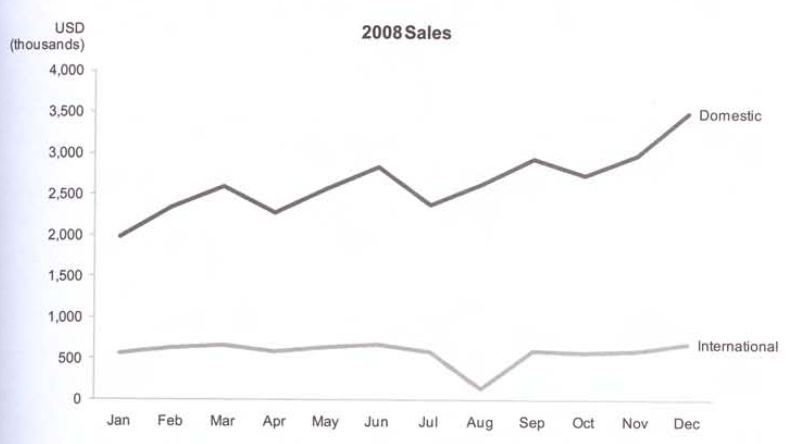 2008 Sales
USD
(thousands)
4,000
3,500
3,000
2,500
2,000
1,500
1,000
500
0
Domestic
International
Jan Feb Mar Apr May Jun Jul Aug Sep Oct Nov Dec